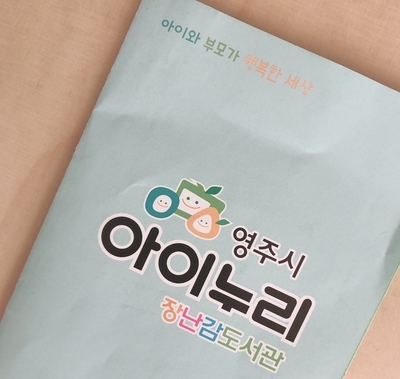 아이와 부모가 행복한 세상
영주시
아이누리
장난감도서관